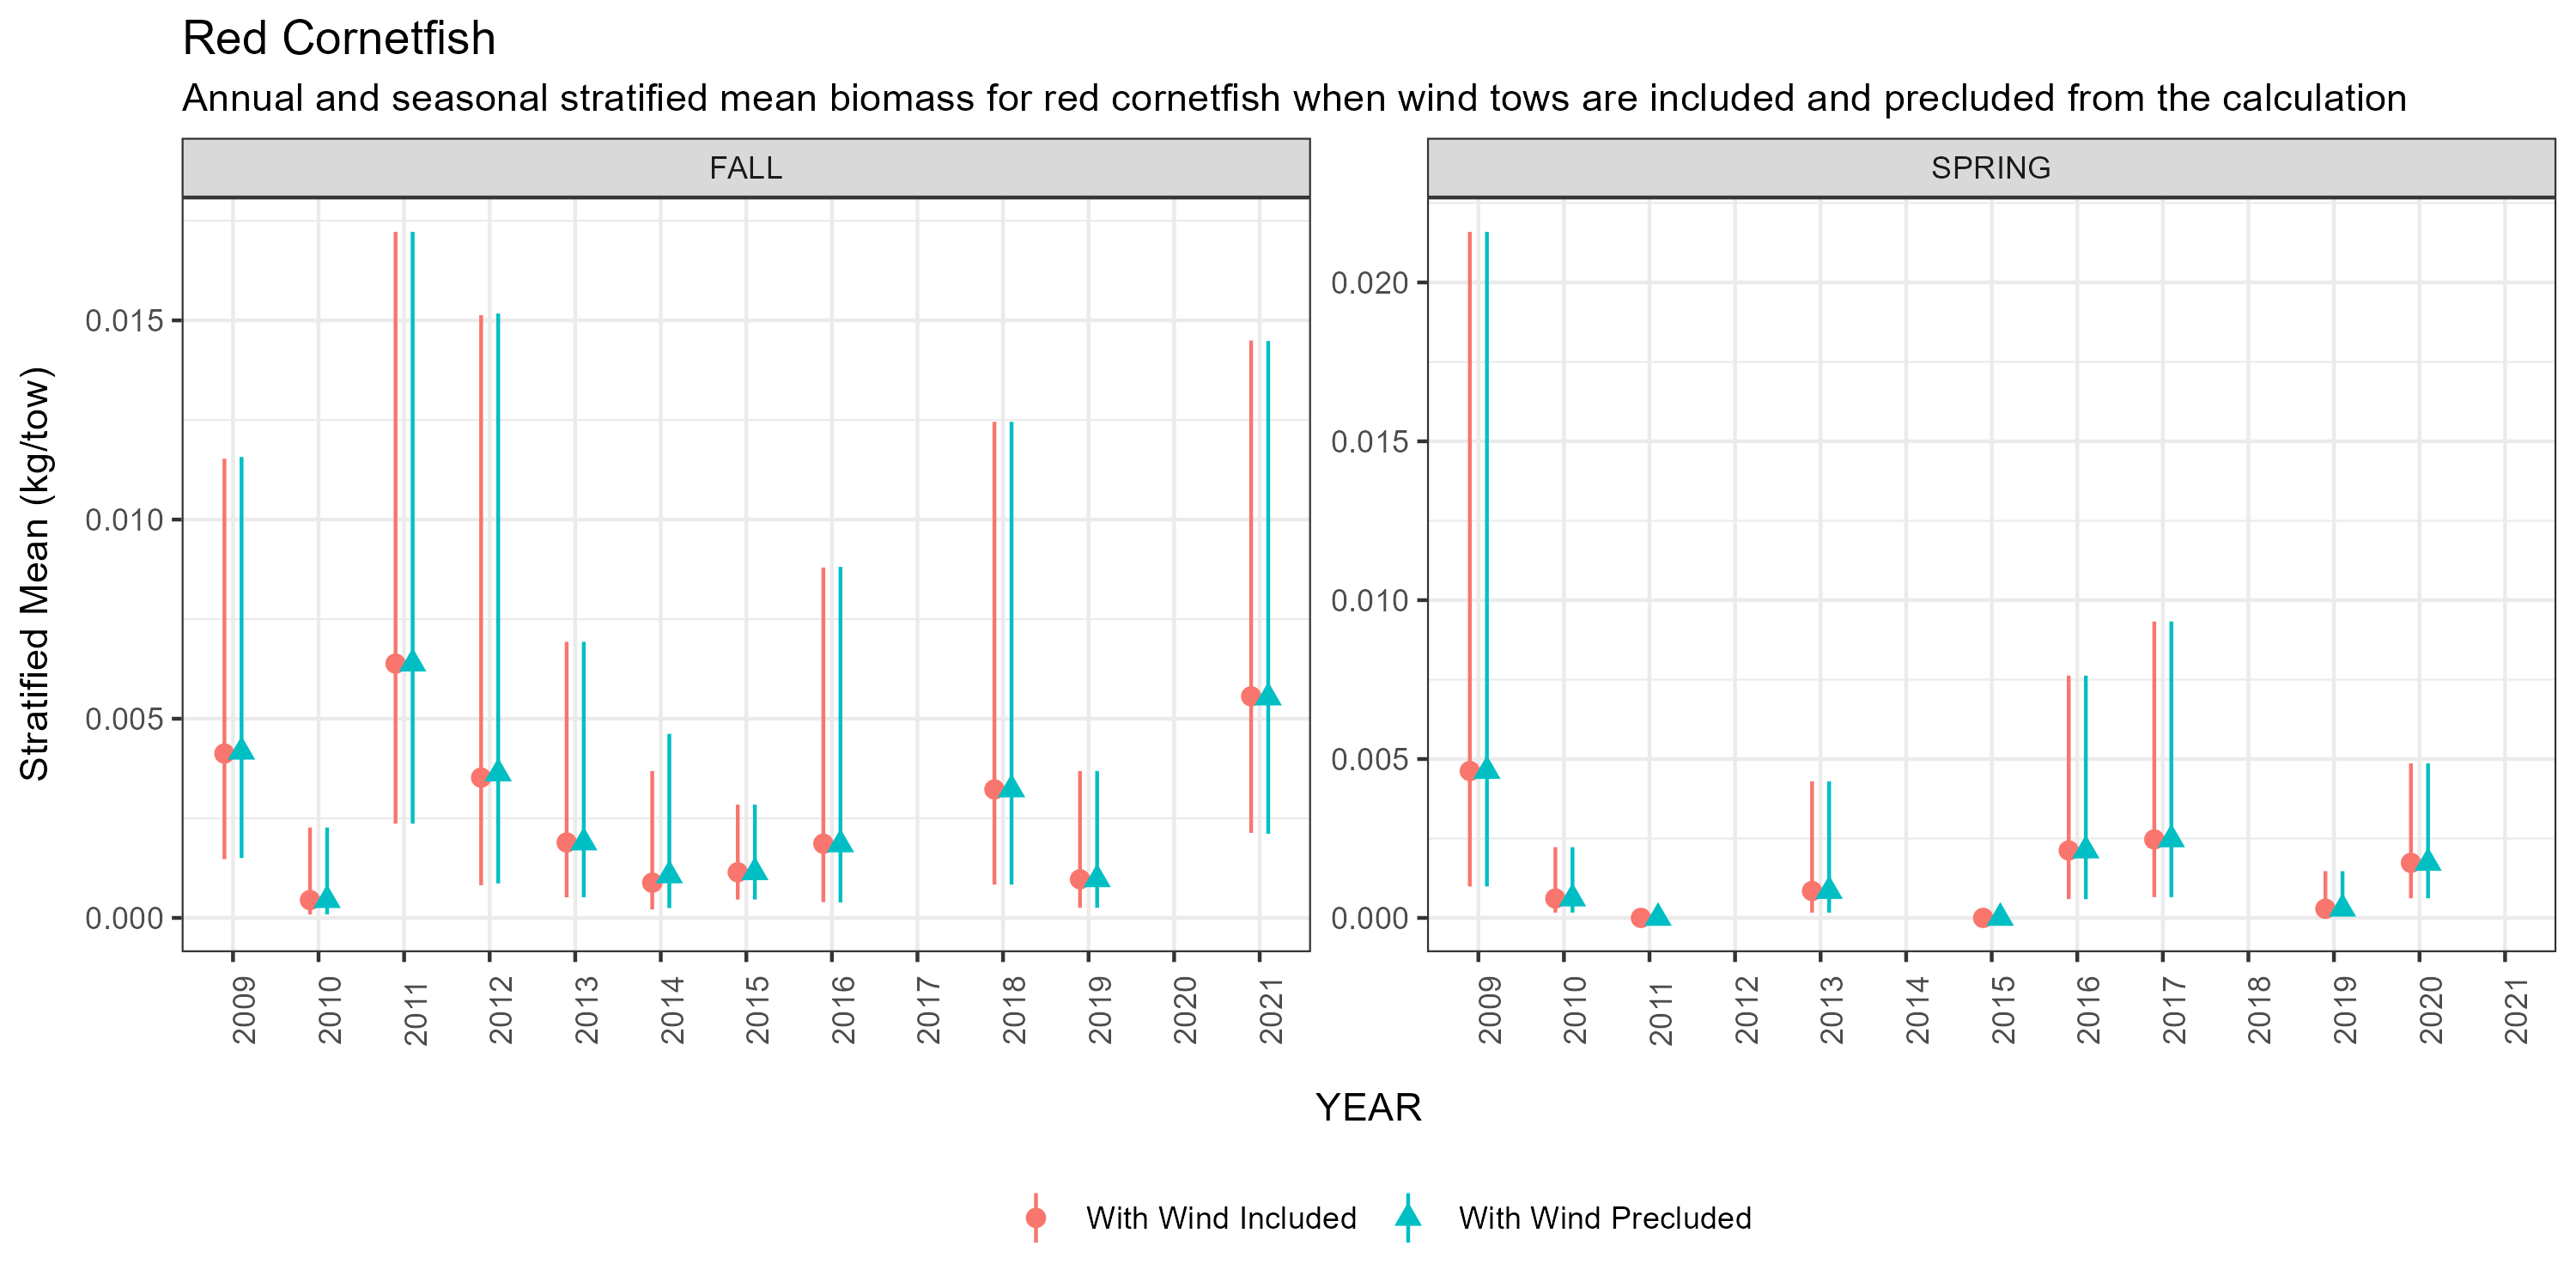 Red Cornetfish
Annual and seasonal stratified mean biomass for red cornetfish when wind tows are included and precluded from the calculation
FALL
SPRING
Stratified Mean (kg/tow)
0.015
0.010
0.005
0.000
0.020
0.015
0.010
0.005
0.000
2009 2010 2011 2012 2013 2014 2015 2016 2017 2018 2019 2020 2021
2009 2010 2011 2012 2013 2014 2015 2016 2017 2018 2019 2020 2021
YEAR
With Wind Included
With Wind Precluded